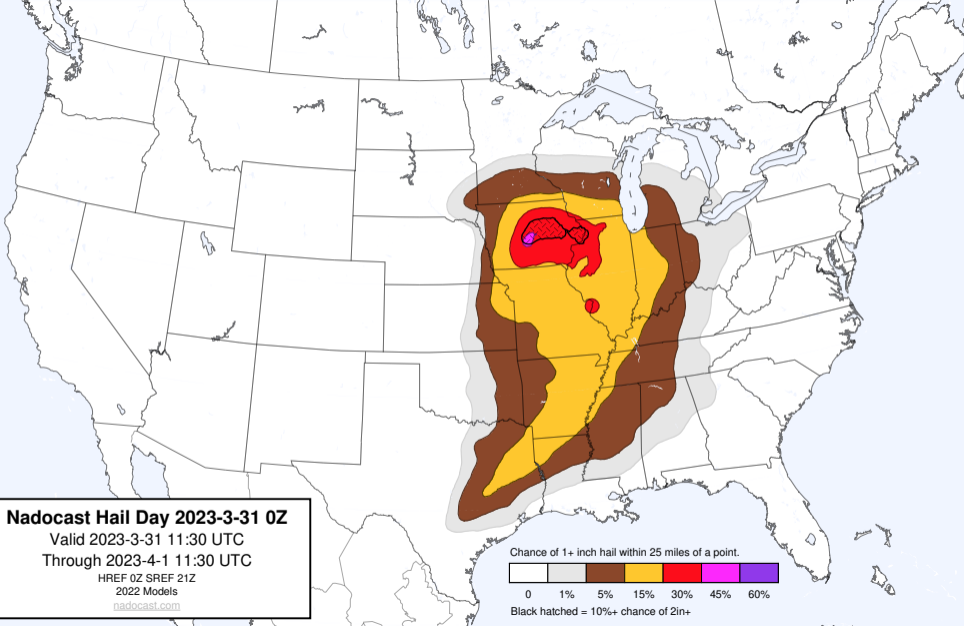 Nadocast Hail Day 2023-3-31 0Z
Valid 2023-3-31 11:30 UTC
Through 2023-4-1 11:30 UTC
HREF 0Z SREF 21Z
2022 Models
nadocast.com
Chance of 1+ inch hail within 25 miles of a point.
0 1% 5% 15% 30% 45% 60%
Black hatched = 10%+ chance of 2in+